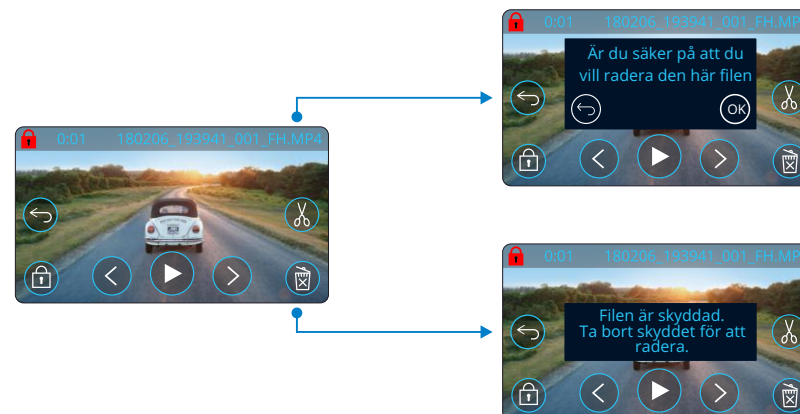 0:01 180206_193941_001_FH.MP4
0:01 180206_193941_001_FH.MP
Är du säker på att du
vill radera den här filen
OK
0:01 180206_193941_001_FH.MP
Filen är skyddad.
Ta bort skyddet för att
radera.